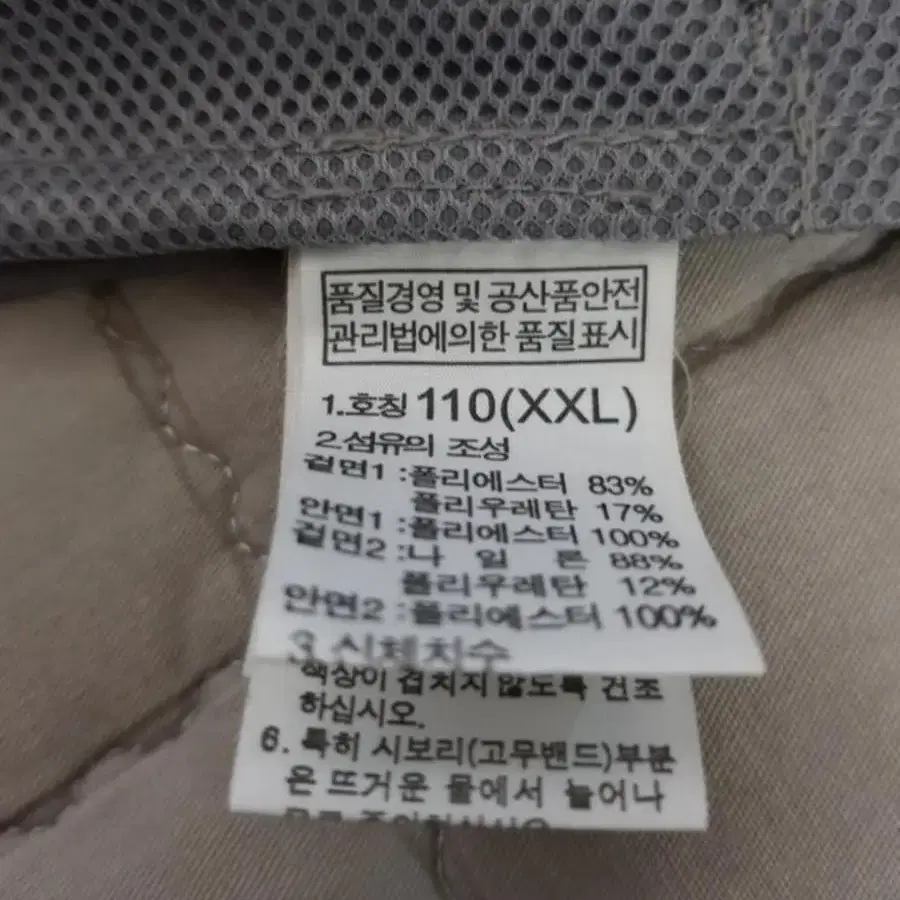 품질경영 및 공산품안전
관리법에의한 품질표시
1.호칭 110(XXL)
2.섬유의 조성
겉면1 :폴리에스터 83%
폴리우레탄 17%
안면1 :폴리에스터 100%
겉면2 :나 일 론 88%
폴리우레탄 12%
안면2 :폴리에스터 100%
3.신체치수
색상이 겹치지 않도록 건조
하십시오.
6. 특히 시보리(고무밴드)부분
은 뜨거운 물에서 늘어나